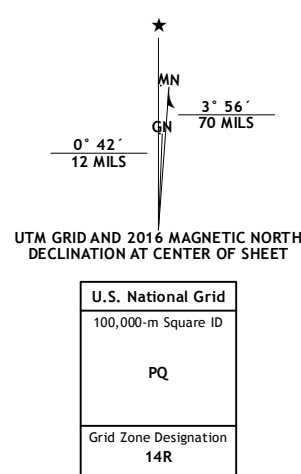 ★
MN
3° 56´
70 MILS
GN
0° 42´
12 MILS
UTM GRID AND 2016 MAGNETIC NORTH
DECLINATION AT CENTER OF SHEET
U.S. National Grid
100,000-m Square ID
PQ
Grid Zone Designation
14R